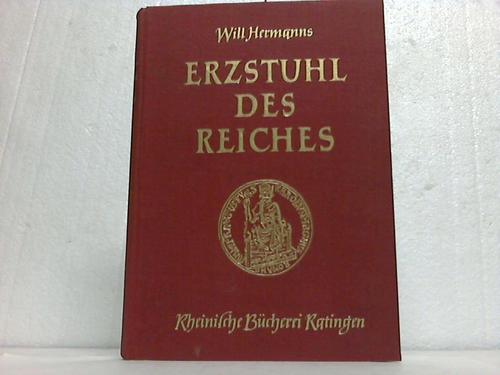 Will Hermanns
ERZSTUHL
DES
REICHES
Rheinische Bücherei Ratingen